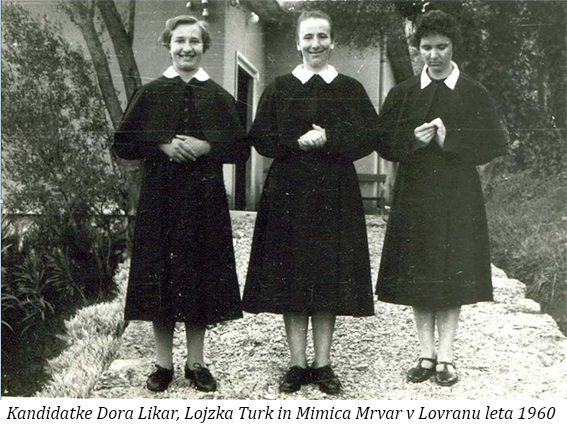 Kandidatke Dora Likar, Lojzka Turk in Mimica Mrvar v Lovranu leta 1960